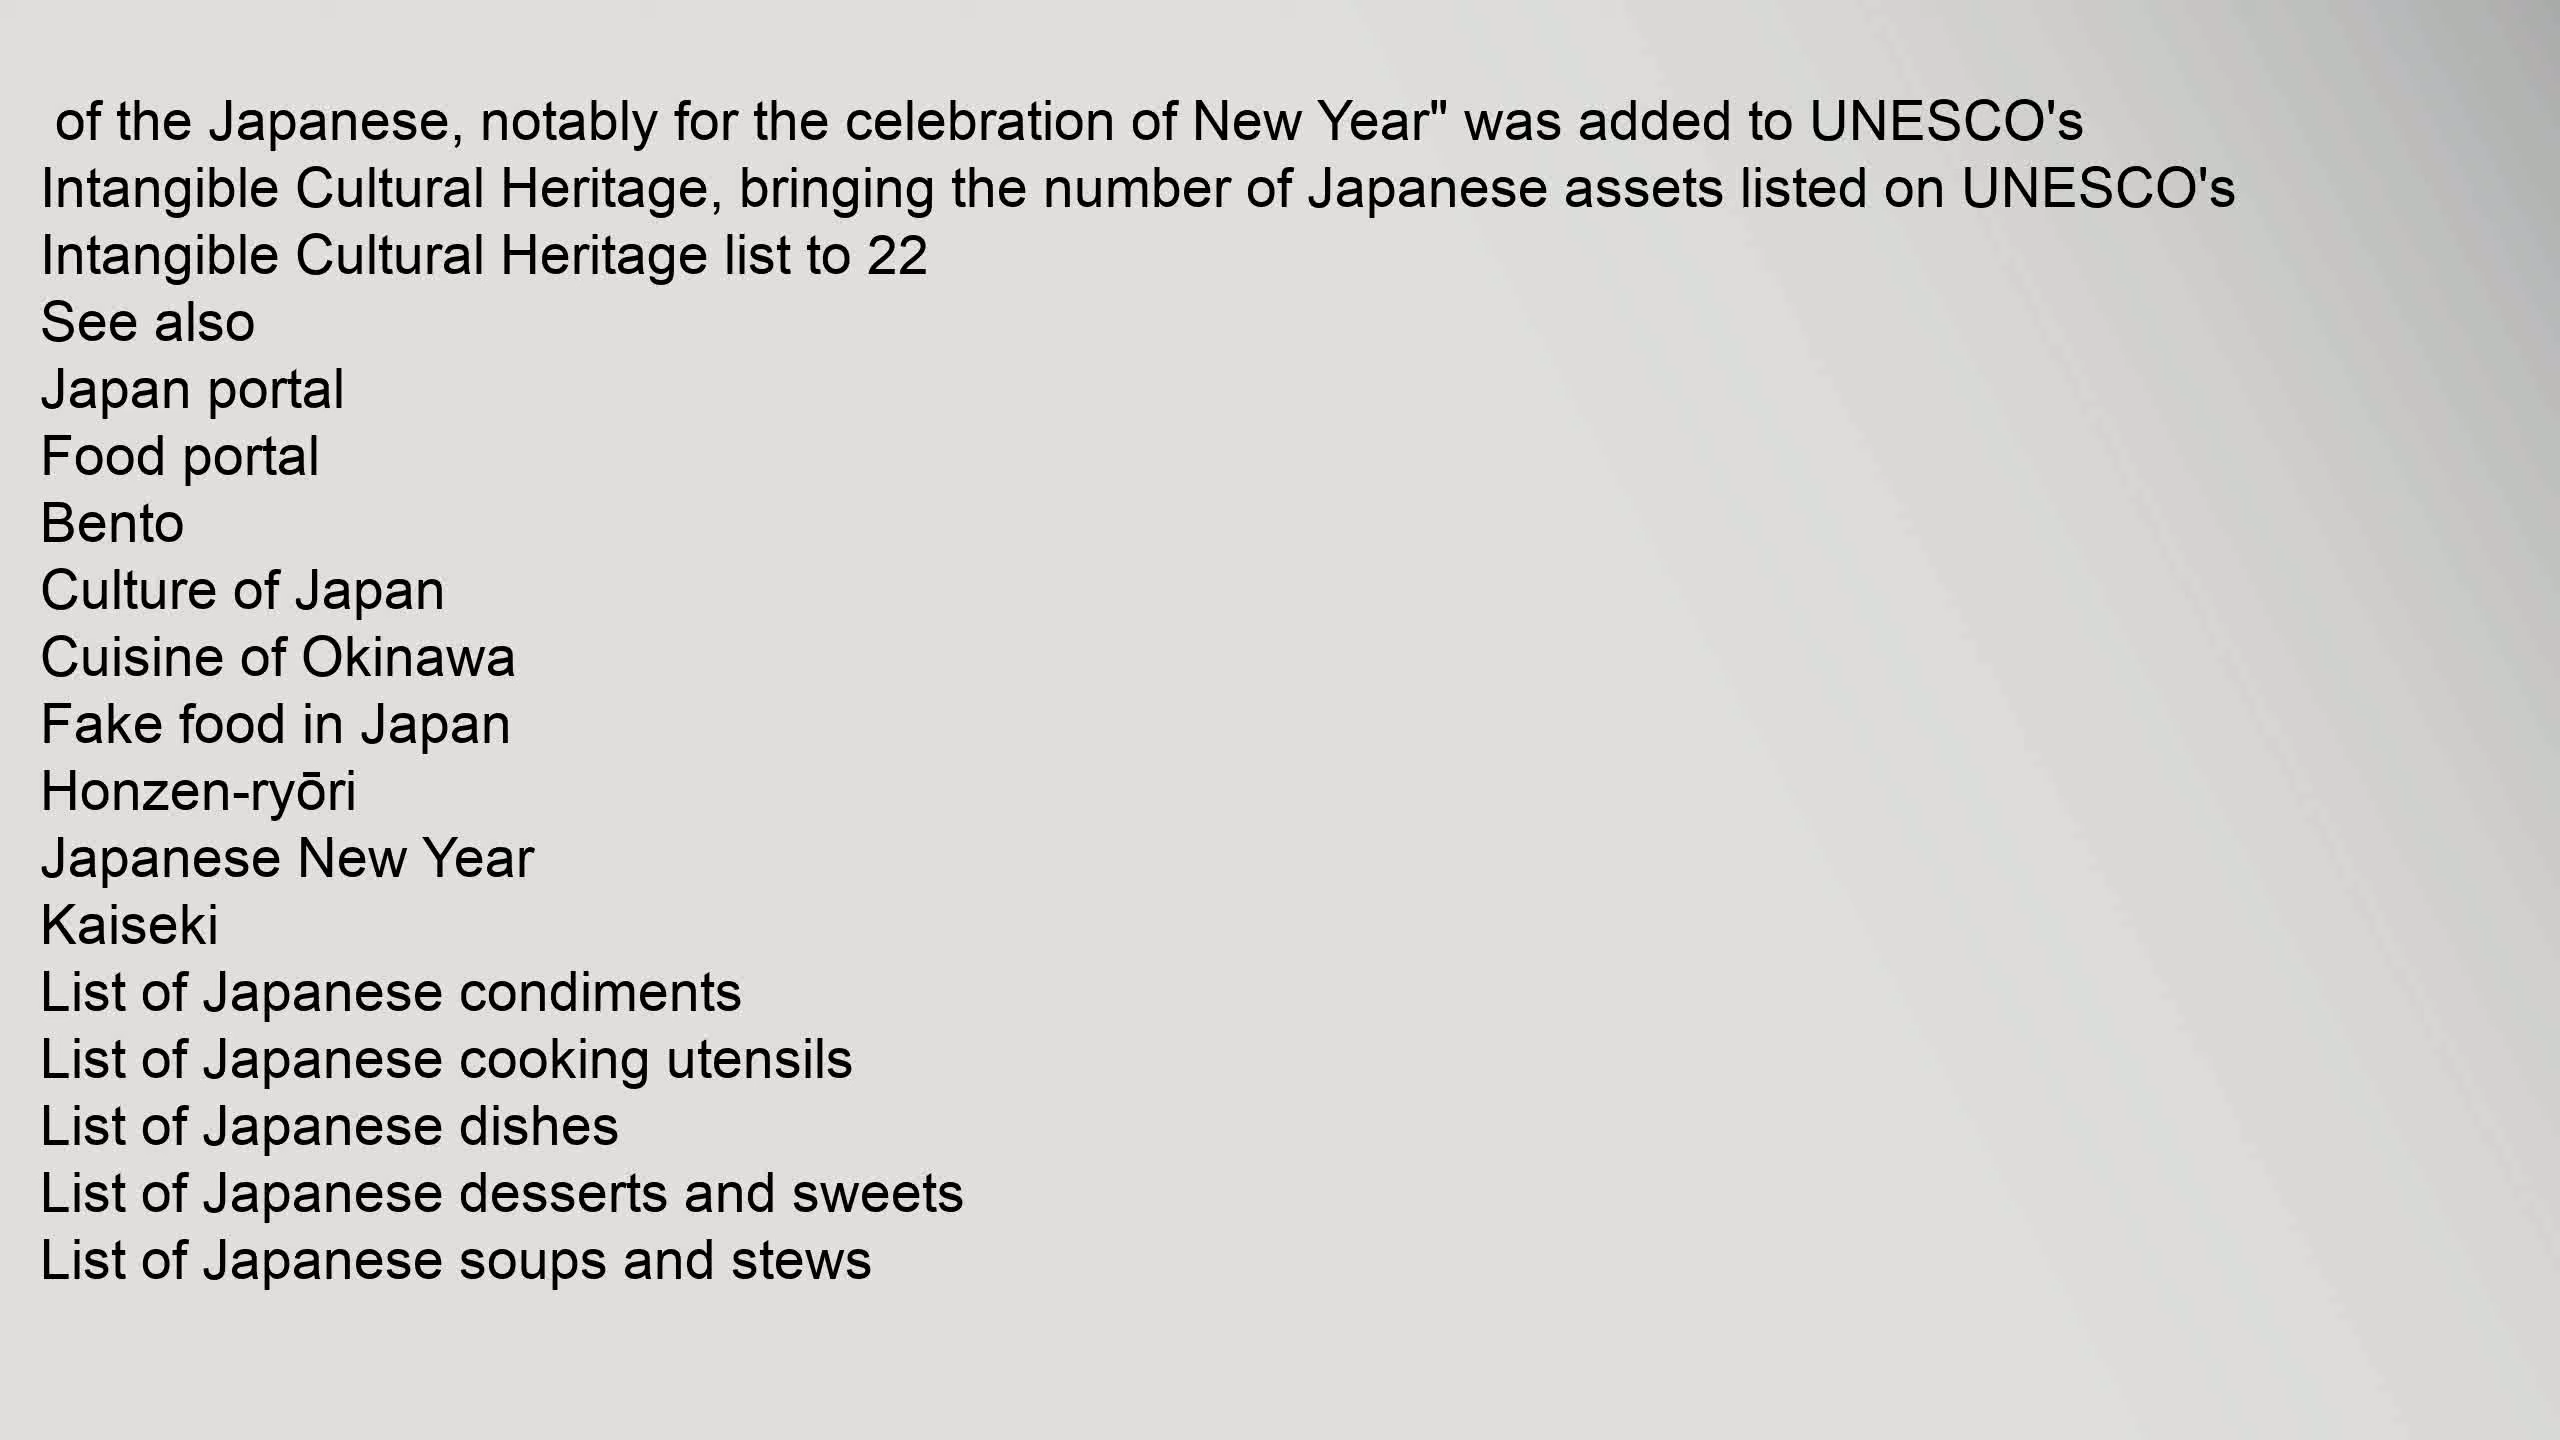 of the Japanese, notably for the celebration of New Year" was added to UNESCO's
Intangible Cultural Heritage, bringing the number of Japanese assets listed on UNESCO's
Intangible Cultural Heritage list to 22
See also
Japan portal
Food portal
Bento
Culture of Japan
Cuisine of Okinawa
Fake food in Japan
Honzen-ryōri
Japanese New Year
Kaiseki
List of Japanese condiments
List of Japanese cooking utensils
List of Japanese dishes
List of Japanese desserts and sweets
List of Japanese soups and stews